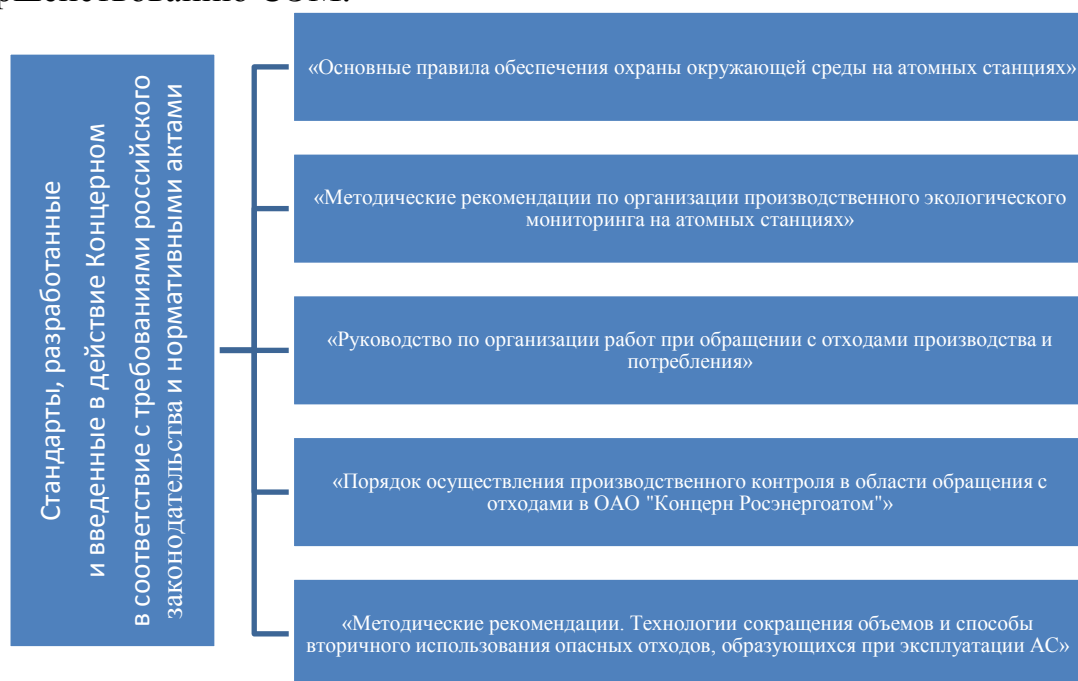 Стандарты, разработанные
и введенные в действие Концерном
в соответствие с требованиями российского
законодательства и нормативными актами
«Основные правила обеспечения охраны окружающей среды на атомных станциях»
«Методические рекомендации по организации производственного экологического
мониторинга на атомных станциях»
«Руководство по организации работ при обращении с отходами производства и
потребления»
«Порядок осуществления производственного контроля в области обращения с
отходами в ОАО "Концерн Росэнергоатом"»
«Методические рекомендации. Технологии сокращения объемов и способы
вторичного использования опасных отходов, образующихся при эксплуатации АС»